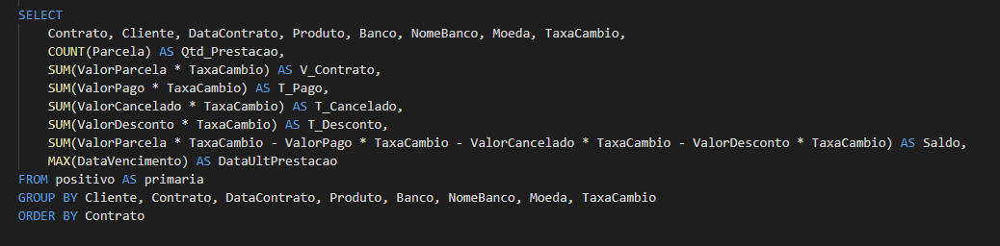 SELECT
Contrato, Cliente, DataContrato, Produto, Banco, NomeBanco, Moeda, TaxaCambio,
COUNT(Parcela) AS Qtd_Prestacao,
SUM(ValorParcela * TaxaCambio) AS V_Contrato,
SUM(ValorPago * TaxaCambio) AS T_Pago,
SUM(ValorCancelado * TaxaCambio) AS T_Cancelado,
SUM(ValorDesconto * TaxaCambio) AS T_Desconto,
SUM(ValorParcela * TaxaCambio - ValorPago * TaxaCambio - ValorCancelado * TaxaCambio - ValorDesconto * TaxaCambio) AS Saldo,
MAX(DataVencimento) AS DataUltPrestacao
FROM positivo AS primaria
GROUP BY Cliente, Contrato, DataContrato, Produto, Banco, NomeBanco, Moeda, TaxaCambio
ORDER BY Contrato